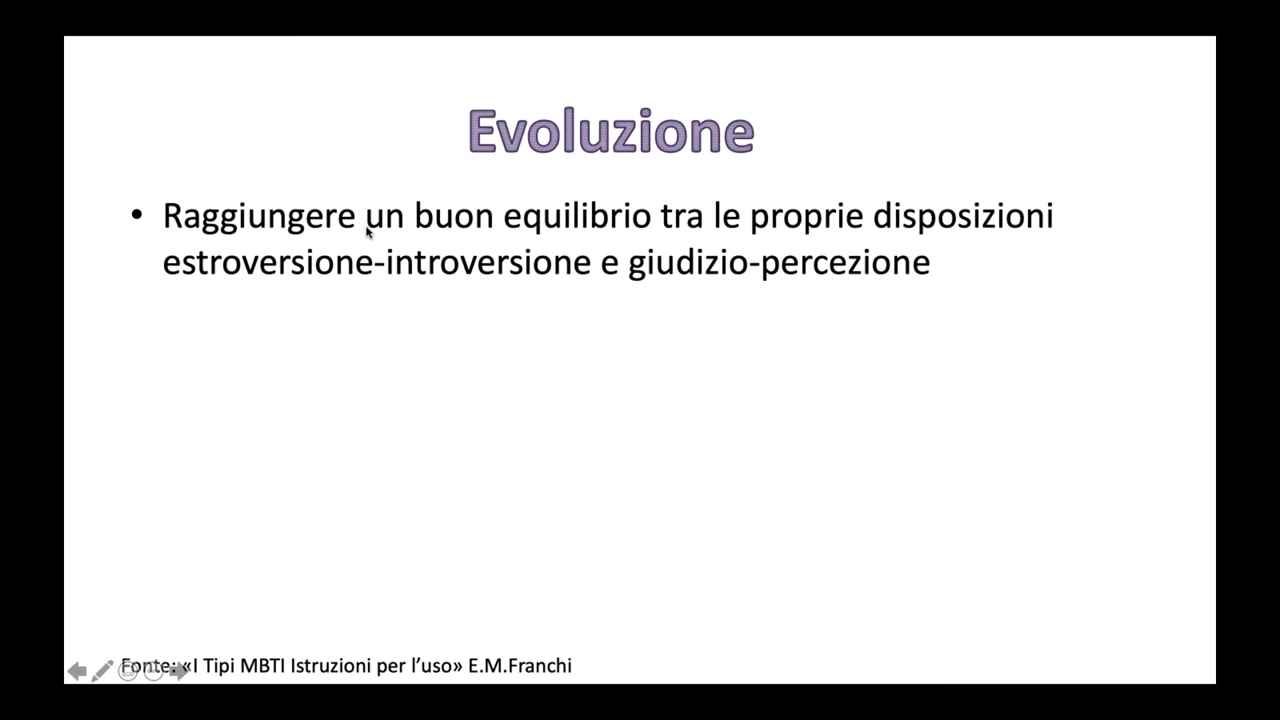 Evoluzione
• Raggiungere un buon equilibrio tra le proprie disposizioni
estroversione-introversione e giudizio-percezione
Fonte: «I Tipi MBTI Istruzioni per l’uso» E.M.Franchi